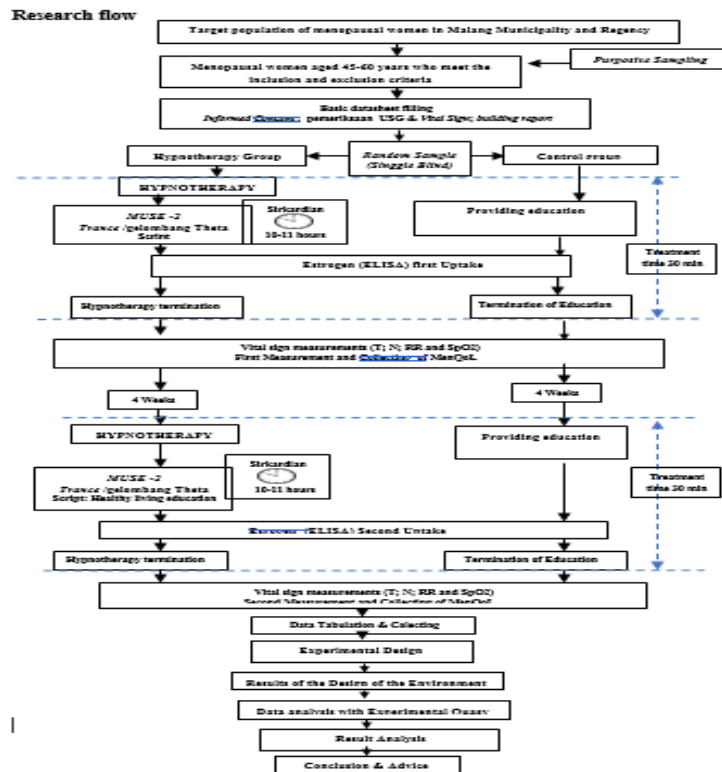 Research flow
Target population of menopausal women in Malang Municipality and Regency
Menopausal women aged 45-60 years who meet the
inclusion and exclusion criteria
Purposive Sampling
Basic datasheet filling
Informed Consent; pemeriksaan USG & Vital Sign; building report
Hypnotherapy Group
Random Sample
(Singgle Blind)
Control
HYPNOTHERAPY
MUSE -2
/gelombang Theta
Script
Sirkardian
10-11 hours
Providing education
Treatment
time 30 min
Estrogen (ELISA) first Uptake
Hypnotherapy termination
Termination of Education
Vital sign measurements (T; N; RR and SpO2)
First Measurement and Collection of MenQoL
4 Weeks
4 Weeks
HYPNOTHERAPY
Providing education
MUSE -2
/gelombang Theta
Script: Healthy living education
Sirkardian
10-11 hours
Treatment
time 30 min
(ELISA) Second Uptake
Hypnotherapy termination
Termination of Education
Vital sign measurements (T; N; RR and SpO2)
Second Measurement and Collection of MenQoL
Data Tabulation & Colecting
Experimental Design
Results of the Design of the Environment
Data analysis with Experimental Quasy
Result Analysis
Conclusion & Advice